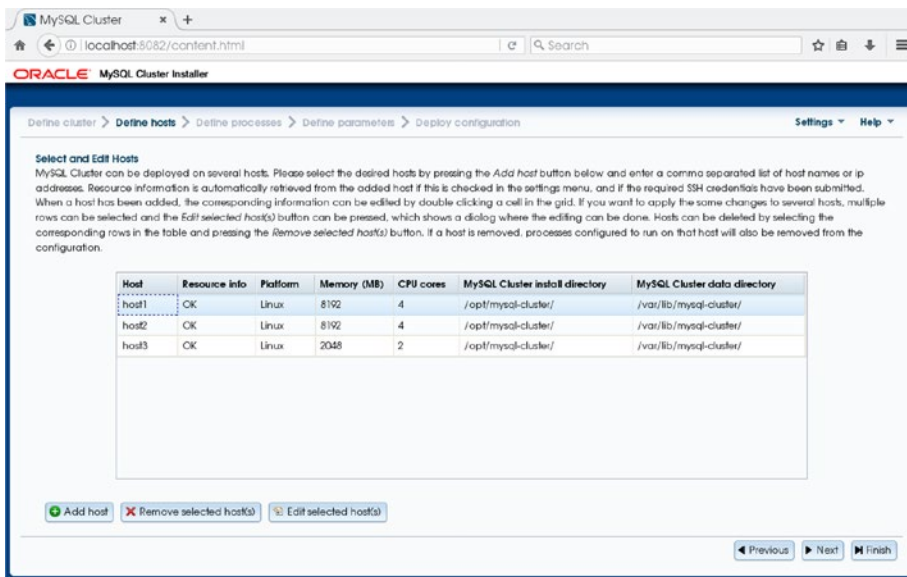 MySQL Cluster
localhost:8082/content.html
Search
ORACLE MySQL Cluster Installer
Define cluster > Define hosts > Define processes > Define parameters > Deploy configuration
Settings Help
Select and Edit Hosts
MySQL Cluster can be deployed on several hosts. Please select the desired hosts by pressing the Add host button below and enter a comma separated list of host names or ip
addresses. Resource information is automatically retrieved from the added host if this is checked in the settings menu, and if the required SSH credentials have been submitted.
When a host has been added, the corresponding information can be edited by double clicking a cell in the grid. If you want to apply the same changes to several hosts, multiple
rows can be selected and the Edit selected host(s) button can be pressed, which shows a dialog where the editing can be done. Hosts can be deleted by selecting the
corresponding rows in the table and pressing the Remove selected host(s) button. If a host is removed, processes configured to run on that host will also be removed from the
configuration.
Host Resource info Platform Memory (MB) CPU cores MySQL Cluster install directory MySQL Cluster data directory
host1 OK Linux 8192 4 /opt/mysql-cluster/ /var/lib/mysql-cluster/
host2 OK Linux 8192 4 /opt/mysql-cluster/ /var/lib/mysql-cluster/
host3 OK Linux 2048 2 /opt/mysql-cluster/ /var/lib/mysql-cluster/
Add host Remove selected host(s) Edit selected host(s)
Previous Next Finish